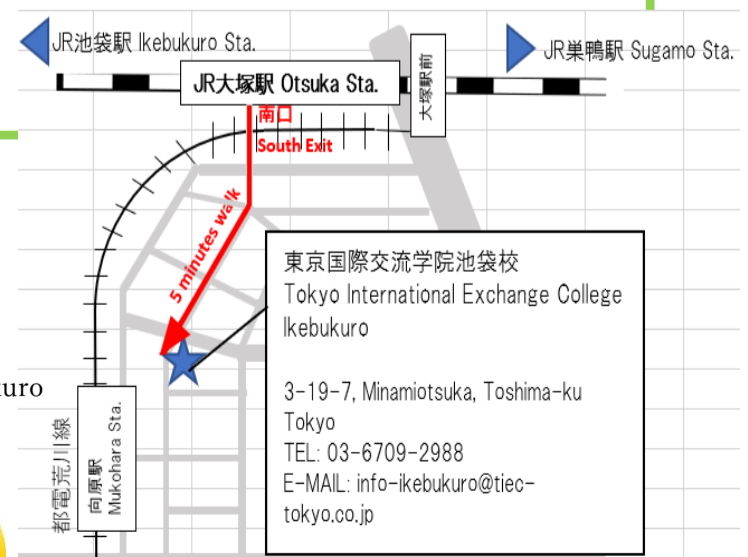 JR池袋駅 Ikebukuro Sta.
JR巣鴨駅 Sugamo Sta.
JR大塚駅 Otsuka Sta.
大塚駅前
南口
South Exit
5 minutes walk
東京国際交流学院池袋校
Tokyo International Exchange College
Ikebukuro
3-19-7, Minamiotsuka, Toshima-ku
Tokyo
TEL: 03-6709-2988
E-MAIL: info-ikebukuro@tiec-
tokyo.co.jp
kuro
都電荒川線
向原駅
Mukohara Sta.